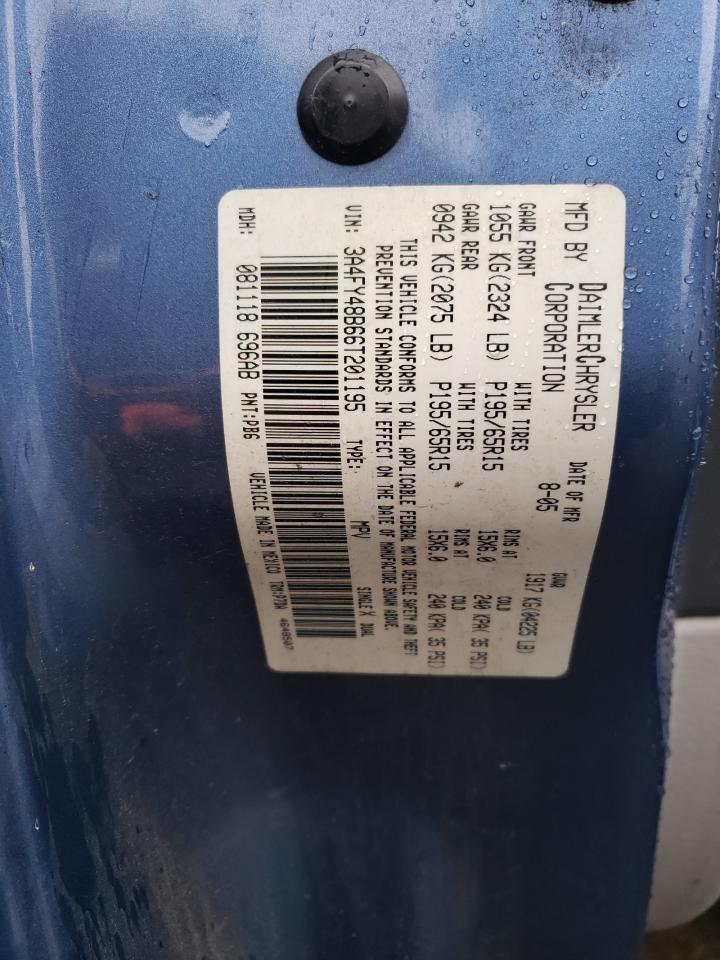 MFD BY DAIMLERCHRYSLER CORPORATION
DATE OF MFR 8-05
GVWR 1917 KG(04225 LB)
GAWR FRONT WITH TIRES RIMS AT COLD
1055 KG(2324 LB) P195/65R15 15X6.0 240 KPA( 35 PSI)
GAWR REAR WITH TIRES RIMS AT COLD
0942 KG(2075 LB) P195/65R15 15X6.0 240 KPA( 35 PSI)
THIS VEHICLE CONFORMS TO ALL APPLICABLE FEDERAL MOTOR VEHICLE SAFETY AND THEFT
PREVENTION STANDARDS IN EFFECT ON THE DATE OF MANUFACTURE SHOWN ABOVE.
VIN: 3A4FY48B66T201195 TYPE: MPV SINGLE X DUAL
MDH: 081118 696AB PNT:PB6 VEHICLE MADE IN MEXICO 4648507